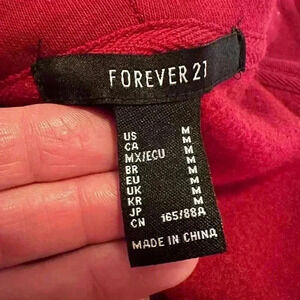 FOREVER 21
US M
CA M
MX/ECU M
BR M
EU M
UK M
KR M
JP M
CN 165/88A
MADE IN CHINA